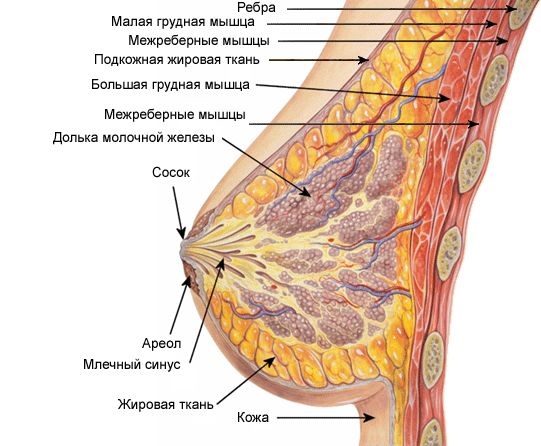 Ребра
Малая грудная мышца
Межреберные мышцы
Подкожная жировая ткань
Большая грудная мышца
Межреберные мышцы
Долька молочной железы
Сосок
Ареол
Млечный синус
Жировая ткань
Кожа